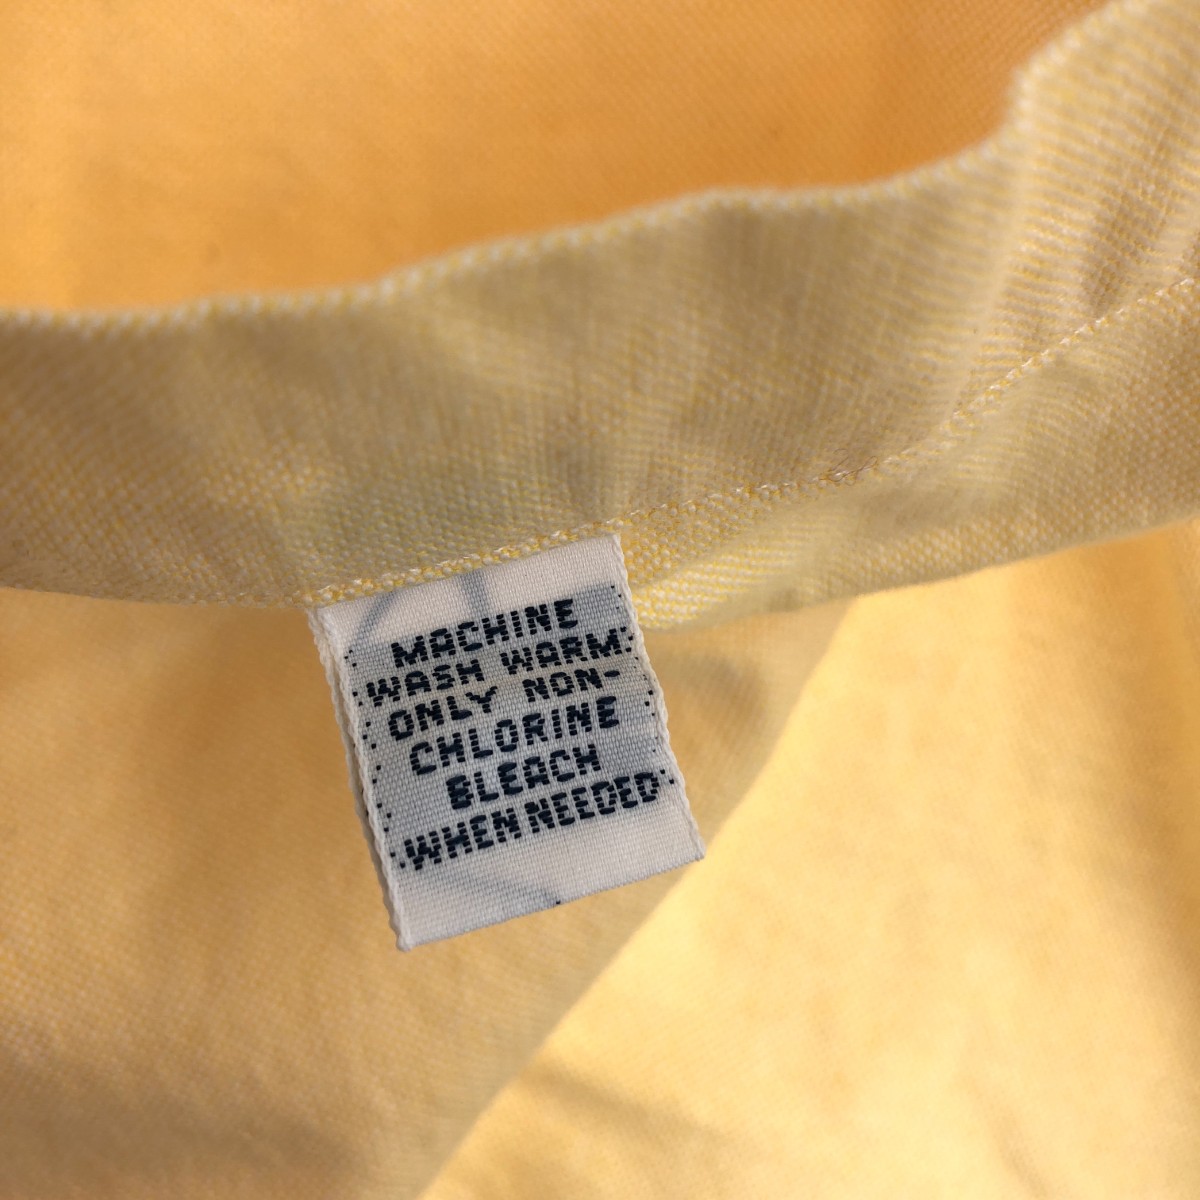 MACHINE
WASH WARM.
ONLY NON-
CHLORINE
BLEACH
WHEN NEEDED